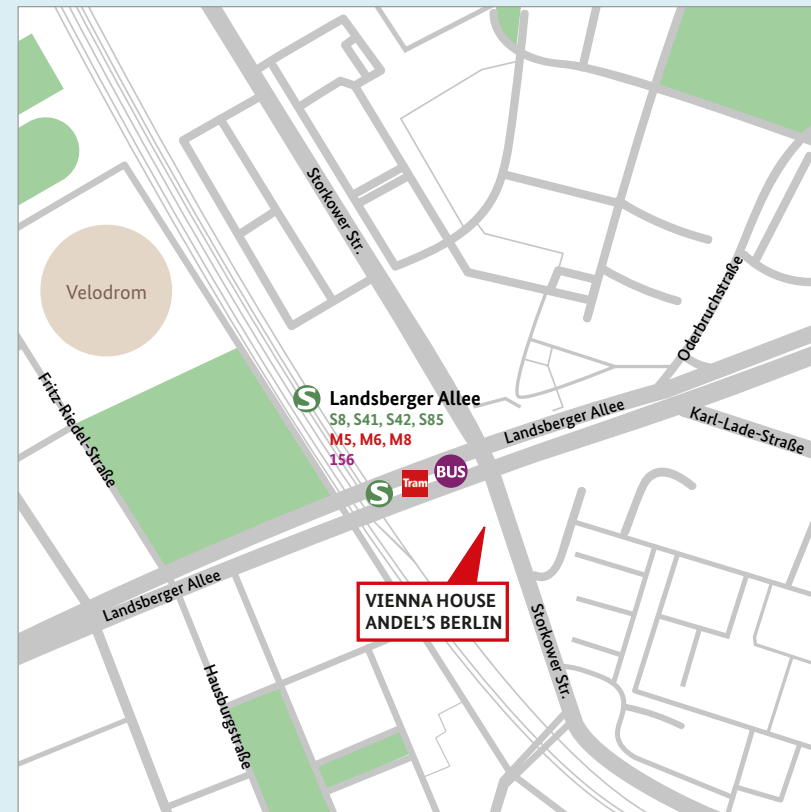 Storkower Str.
Velodrom
Oderbruchstraße
Fritz-Riedel-Straße
S
Landsberger Allee
S8, S41, S42, S85
M5, M6, M8
156
Landsberger Allee
Karl-Lade-Straße
S
Tram
BUS
Landsberger Allee
VIENNA HOUSE
ANDEL'S BERLIN
Storkower Str.
Hausburgstraße